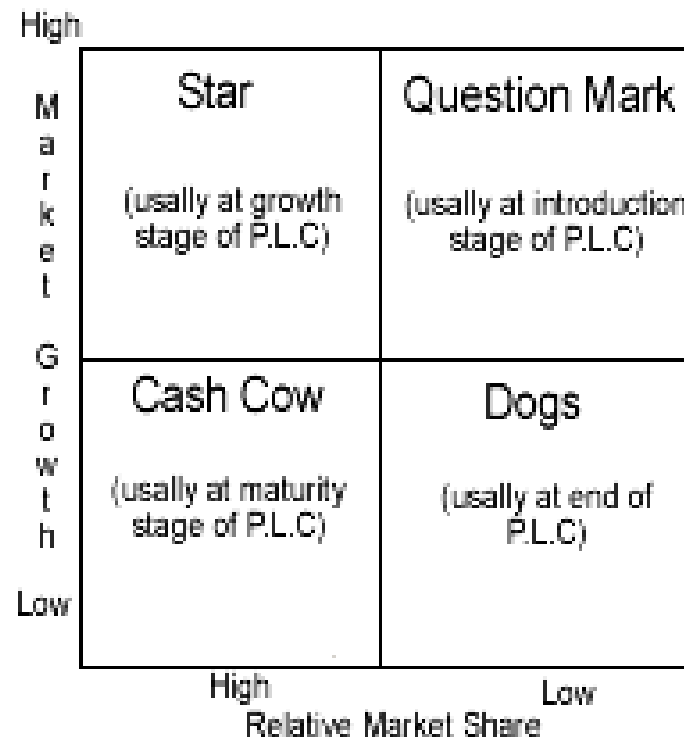 High
Market Growth
Star
Question Mark
(usally at growth
stage of P.L.C)
(usally at introduction
stage of P.L.C)
Cash Cow
Dogs
(usally at maturity
stage of P.L.C)
(usally at end of
P.L.C)
Low
High
Low
Relative Market Share